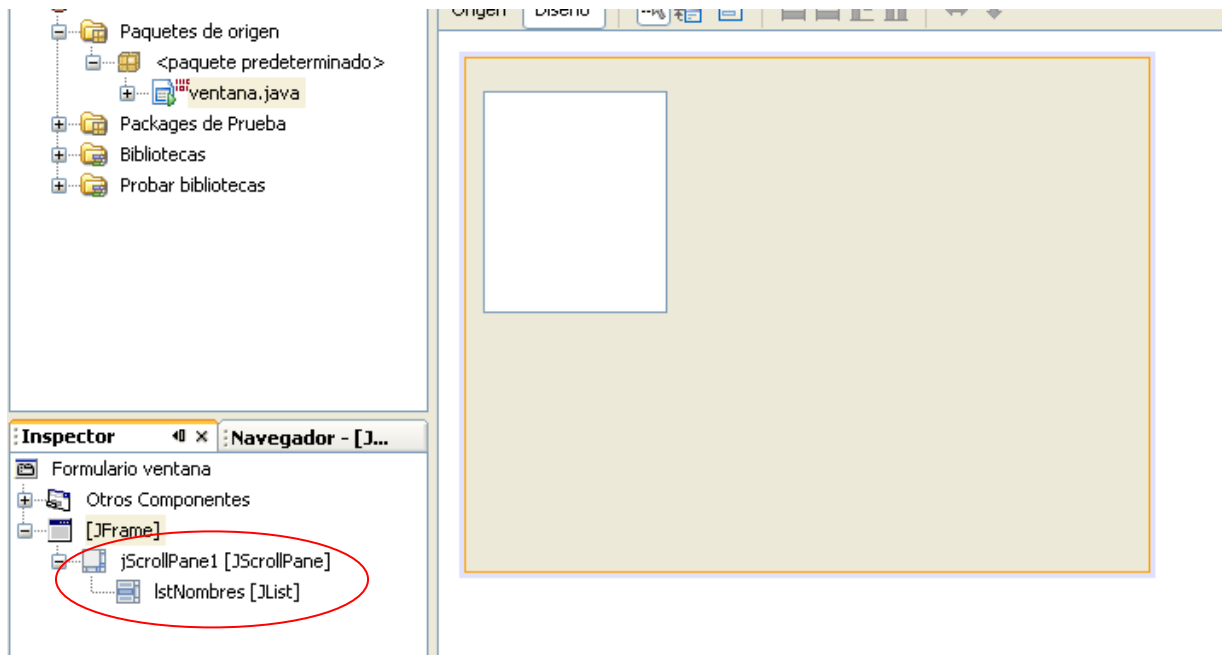 Origen Diseño
Paquetes de origen
<paquete predeterminado>
ventana.java
Packages de Prueba
Bibliotecas
Probar bibliotecas
Inspector
Navegador - [J...
Formulario ventana
Otros Componentes
[JFrame]
jScrollPane1 [JScrollPane]
lstNombres [JList]